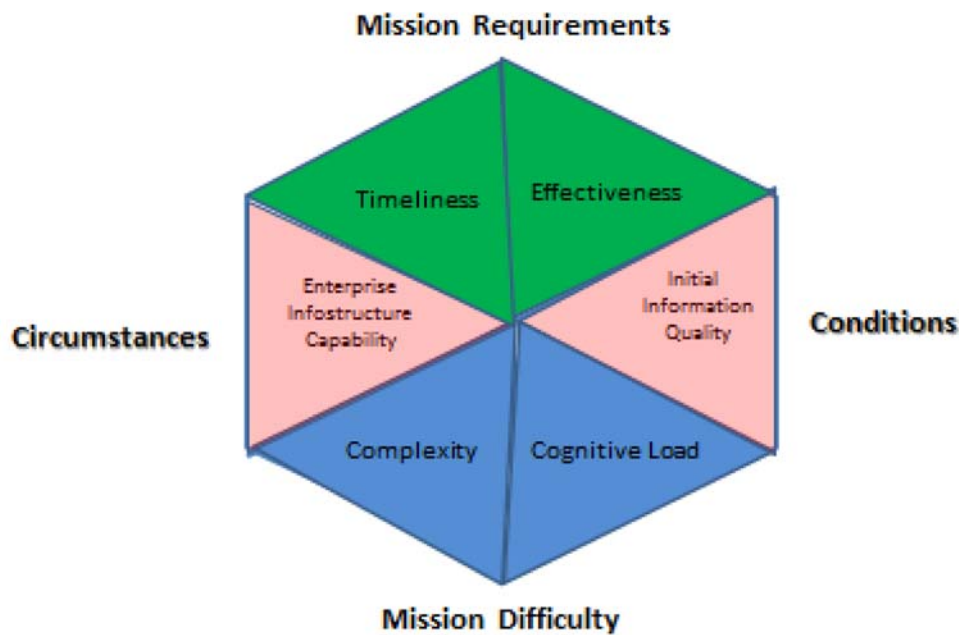 Mission Requirements
Timeliness
Effectiveness
Enterprise
Infostructure
Capability
Initial
Information
Quality
Circumstances
Conditions
Complexity
Cognitive Load
Mission Difficulty